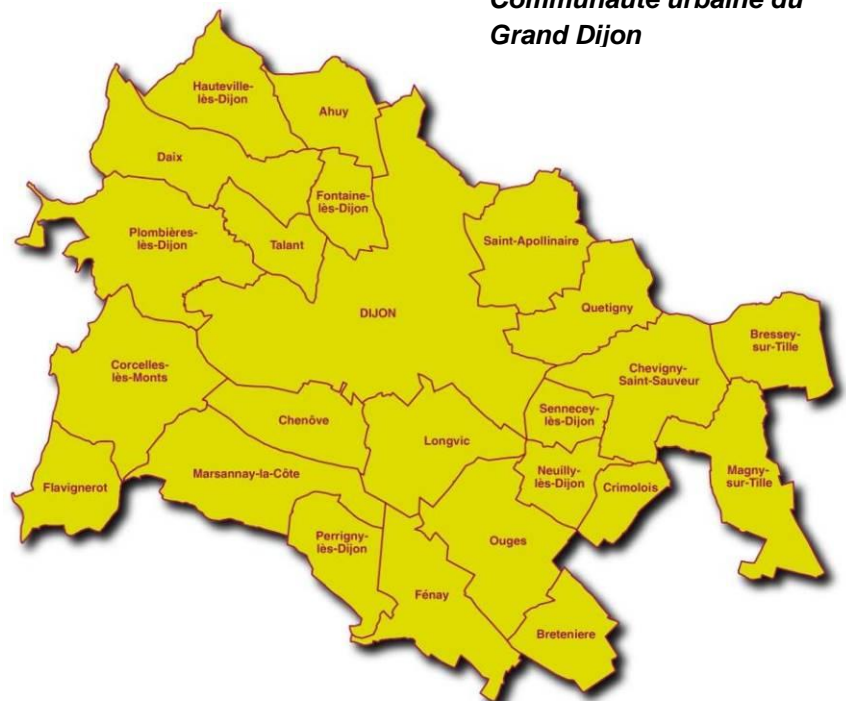 Communauté urbaine du
Grand Dijon
Hauteville-
lès-Dijon
Ahuy
Daix
Fontaine-
lès-Dijon
Plombières-
lès-Dijon
Talant
Saint-Apollinaire
Quetigny
DIJON
Bressey-
sur-Tille
Corcelles-
lès-Monts
Chevigny-
Saint-Sauveur
Chenôve
Sennecey-
lès-Dijon
Longvic
Flavignerot
Marsannay-la-Côte
Neuilly-
lès-Dijon
Crimolois
Magny-
sur-Tille
Perrigny-
lès-Dijon
Ouges
Fénay
Breteniere